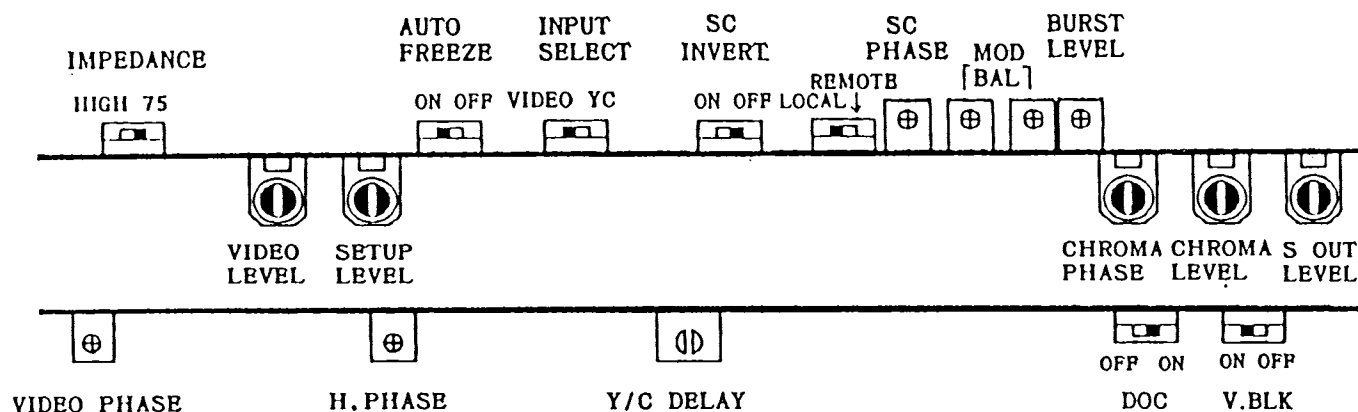 AUTO FREEZE
INPUT SELECT
SC INVERT
SC PHASE
MOD BAL
BURST LEVEL
IMPEDANCE
HIGH 75
ON OFF
VIDEO YC
ON OFF
LOCAL
REMOTE
VIDEO LEVEL
SETUP LEVEL
CHROMA PHASE
CHROMA LEVEL
S OUT LEVEL
OFF ON
ON OFF
VIDEO PHASE
H.PHASE
Y/C DELAY
DOC
V.BLK